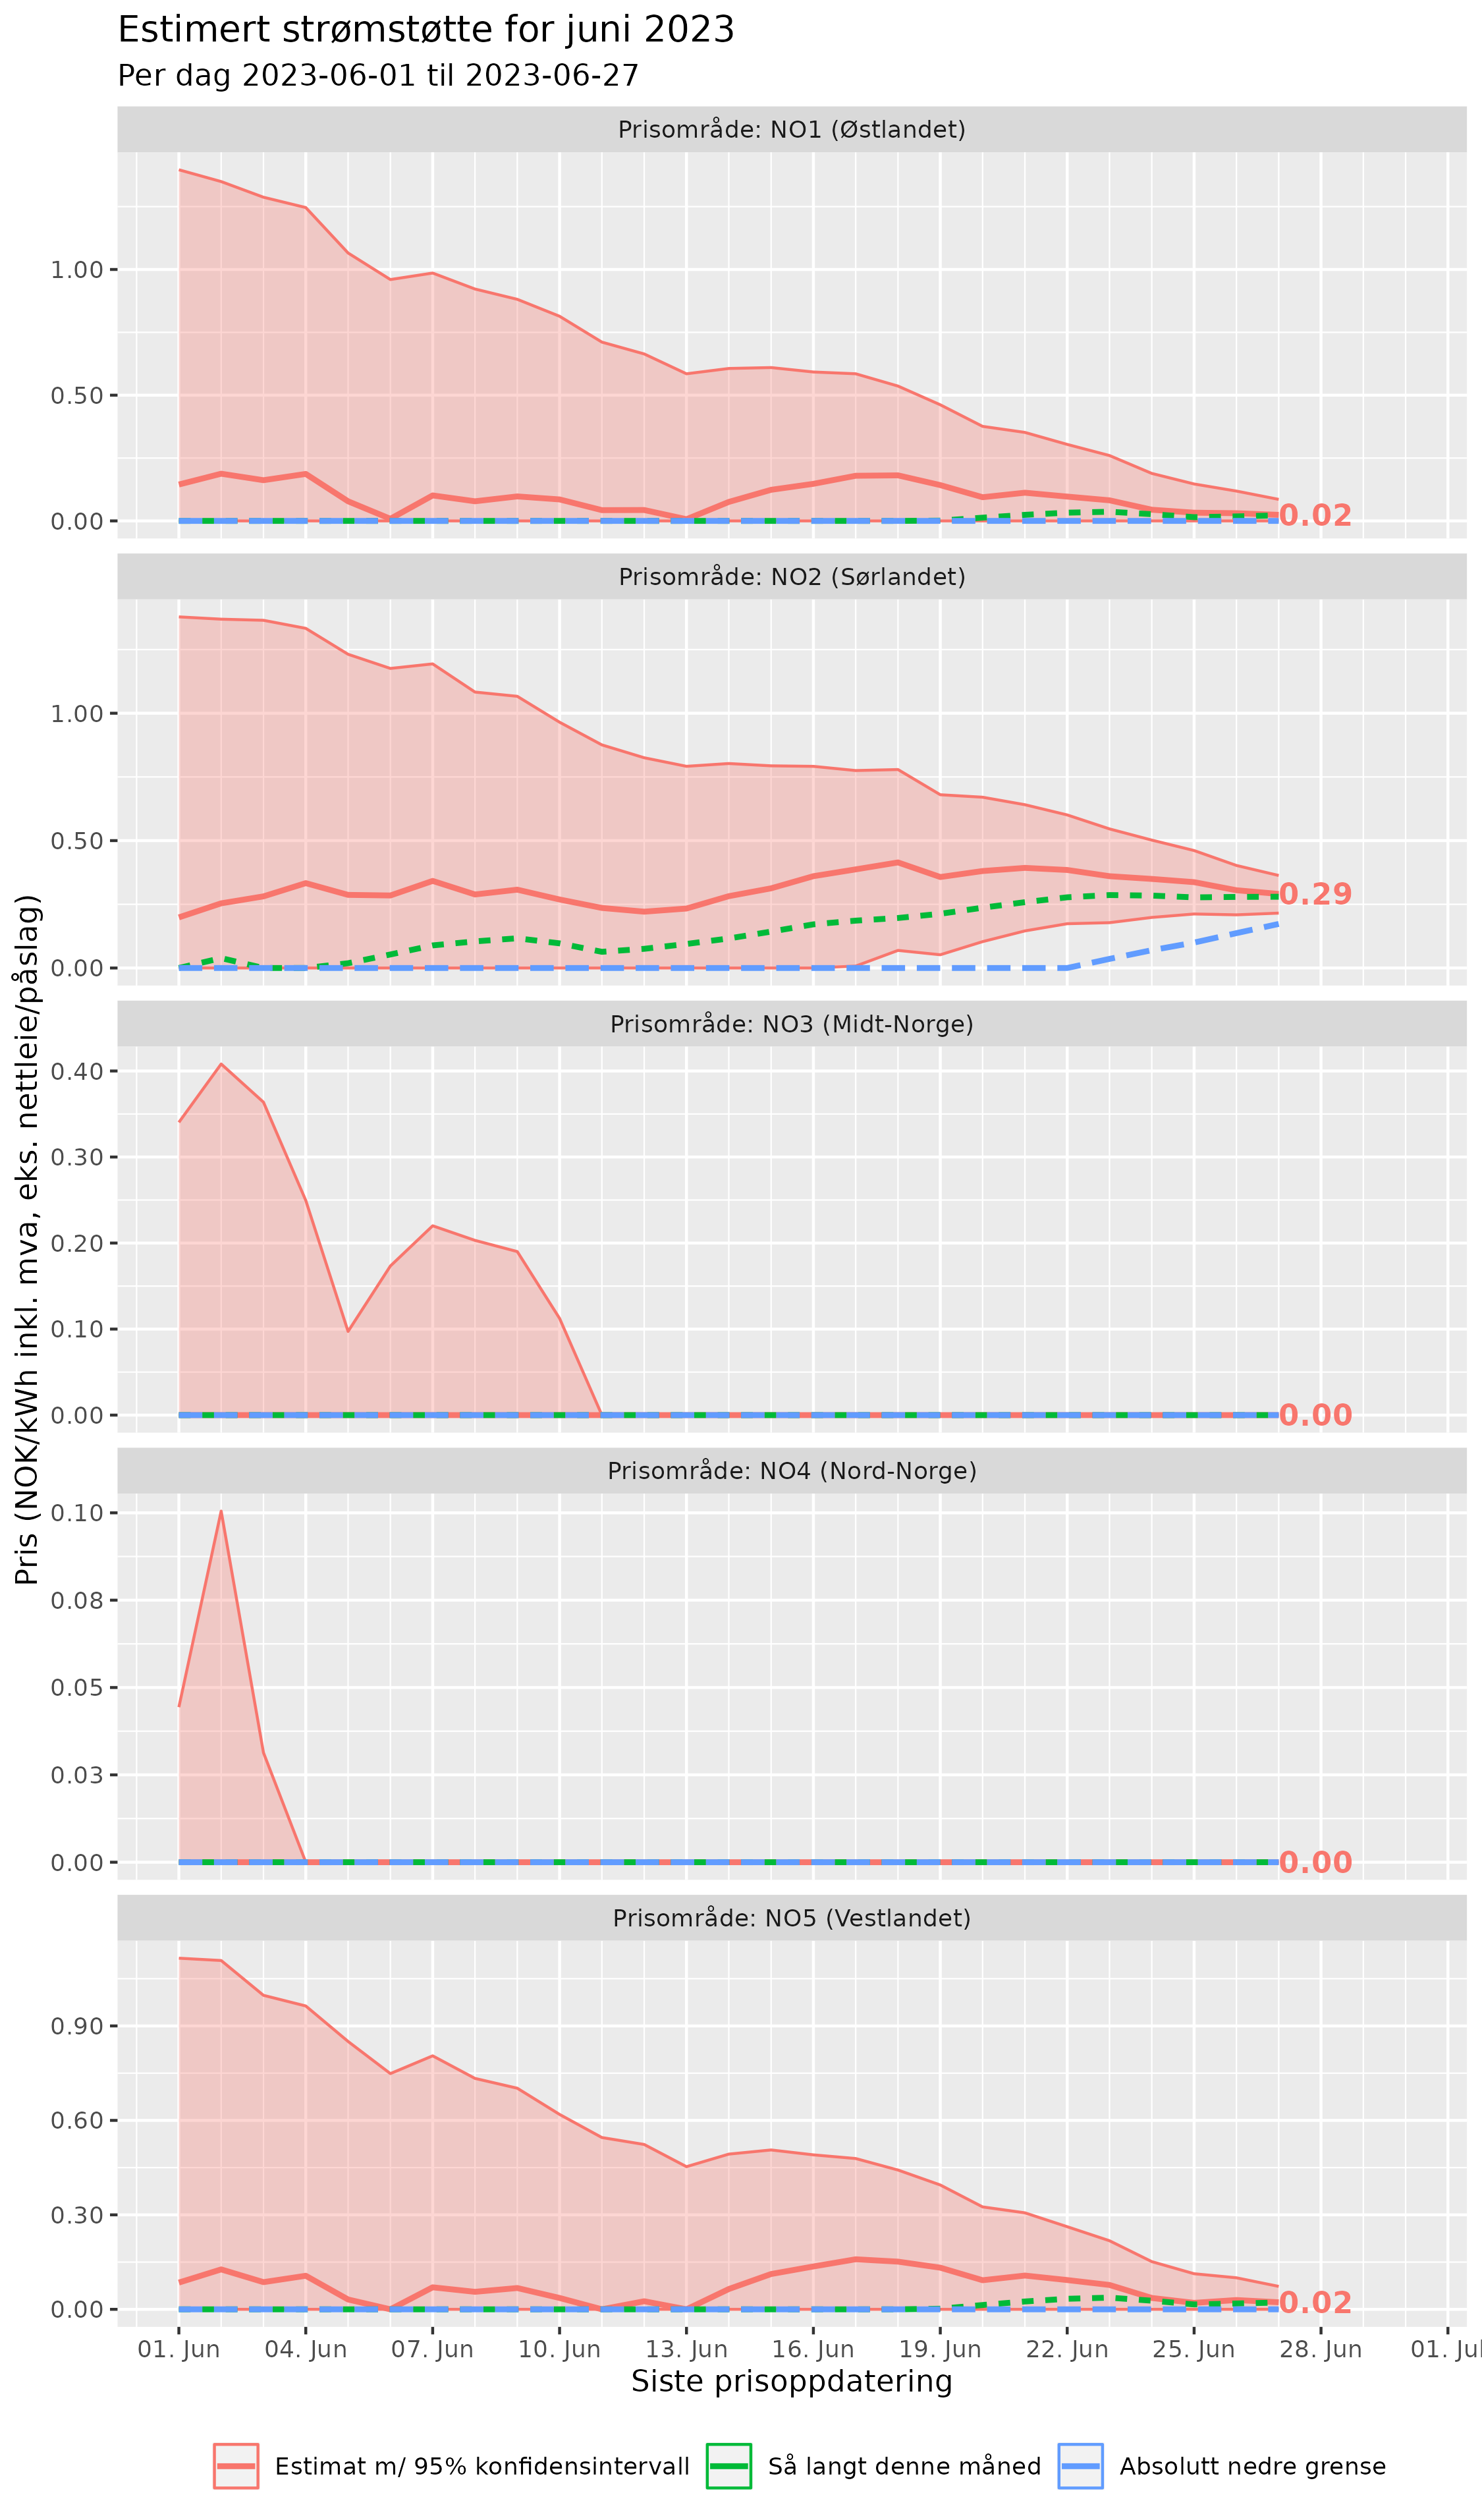 Estimert strømstøtte for juni 2023
Per dag 2023-06-01 til 2023-06-27
Pris (NOK/kWh inkl. mva, eks. nettleie/påslag)
Prisområde: NO1 (Østlandet)
1.00
0.50
0.00
0.02
Prisområde: NO2 (Sørlandet)
1.00
0.50
0.00
0.29
Prisområde: NO3 (Midt-Norge)
0.40
0.30
0.20
0.10
0.00
0.00
Prisområde: NO4 (Nord-Norge)
0.10
0.08
0.05
0.03
0.00
0.00
Prisområde: NO5 (Vestlandet)
0.90
0.60
0.30
0.00
0.02
01. Jun 04. Jun 07. Jun 10. Jun 13. Jun 16. Jun 19. Jun 22. Jun 25. Jun 28. Jun 01. Jul
Siste prisoppdatering
Estimat m/ 95% konfidensintervall Så langt denne måned Absolutt nedre grense